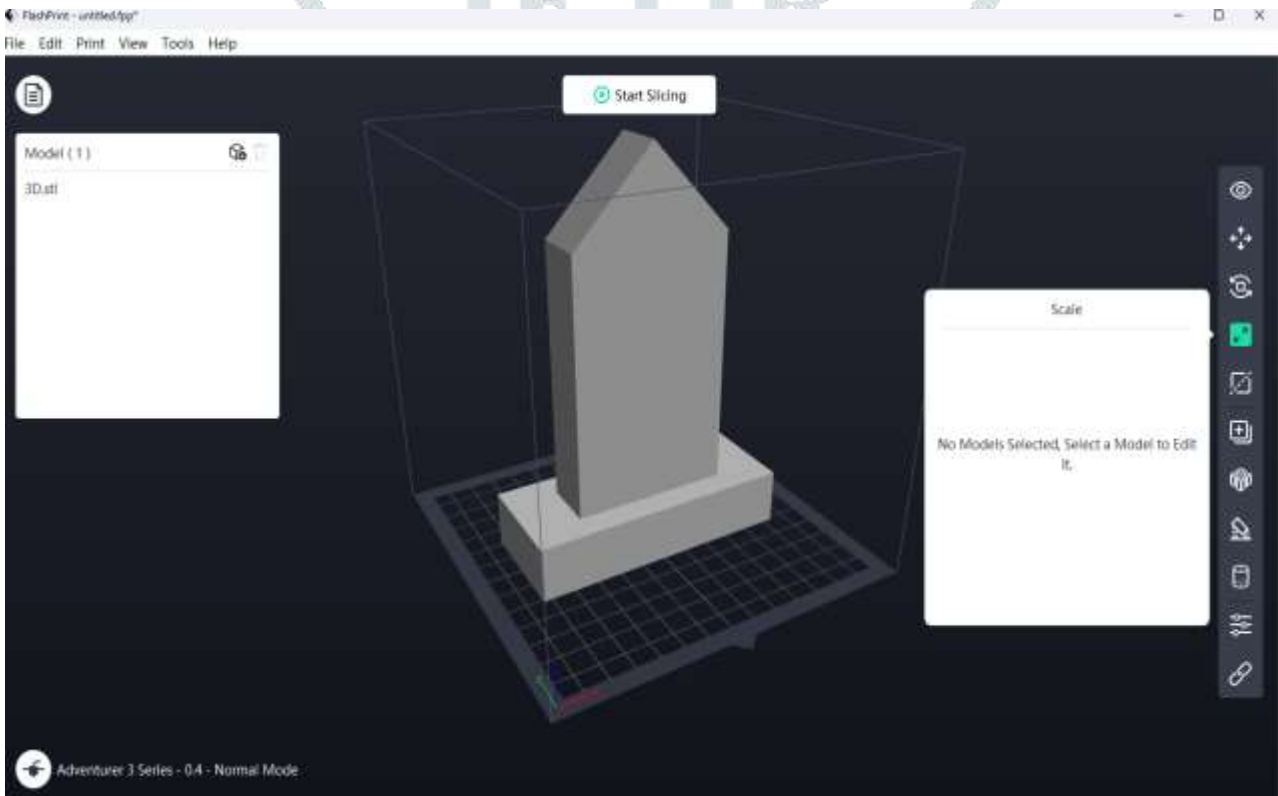 FlashPrint - untitled.fpp*
File Edit Print View Tools Help
Start Slicing
Model ( 1 )
3D.stl
Scale
No Models Selected, Select a Model to Edit
It.
Adventurer 3 Series - 0.4 - Normal Mode